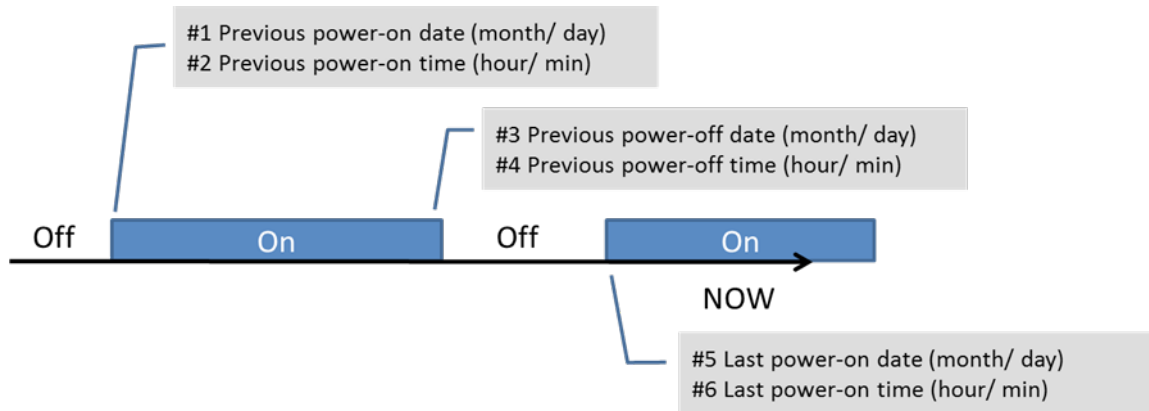 #1 Previous power-on date (month/ day)
#2 Previous power-on time (hour/ min)
#3 Previous power-off date (month/ day)
#4 Previous power-off time (hour/ min)
Off On Off On
NOW
#5 Last power-on date (month/ day)
#6 Last power-on time (hour/ min)